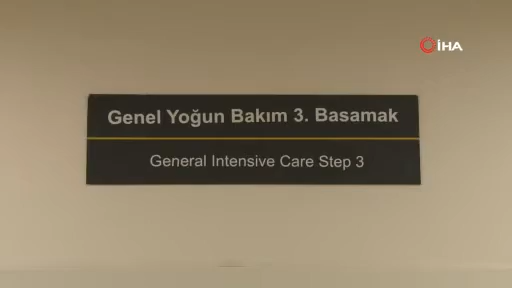 İHA
Genel Yoğun Bakım 3. Basamak
General Intensive Care Step 3